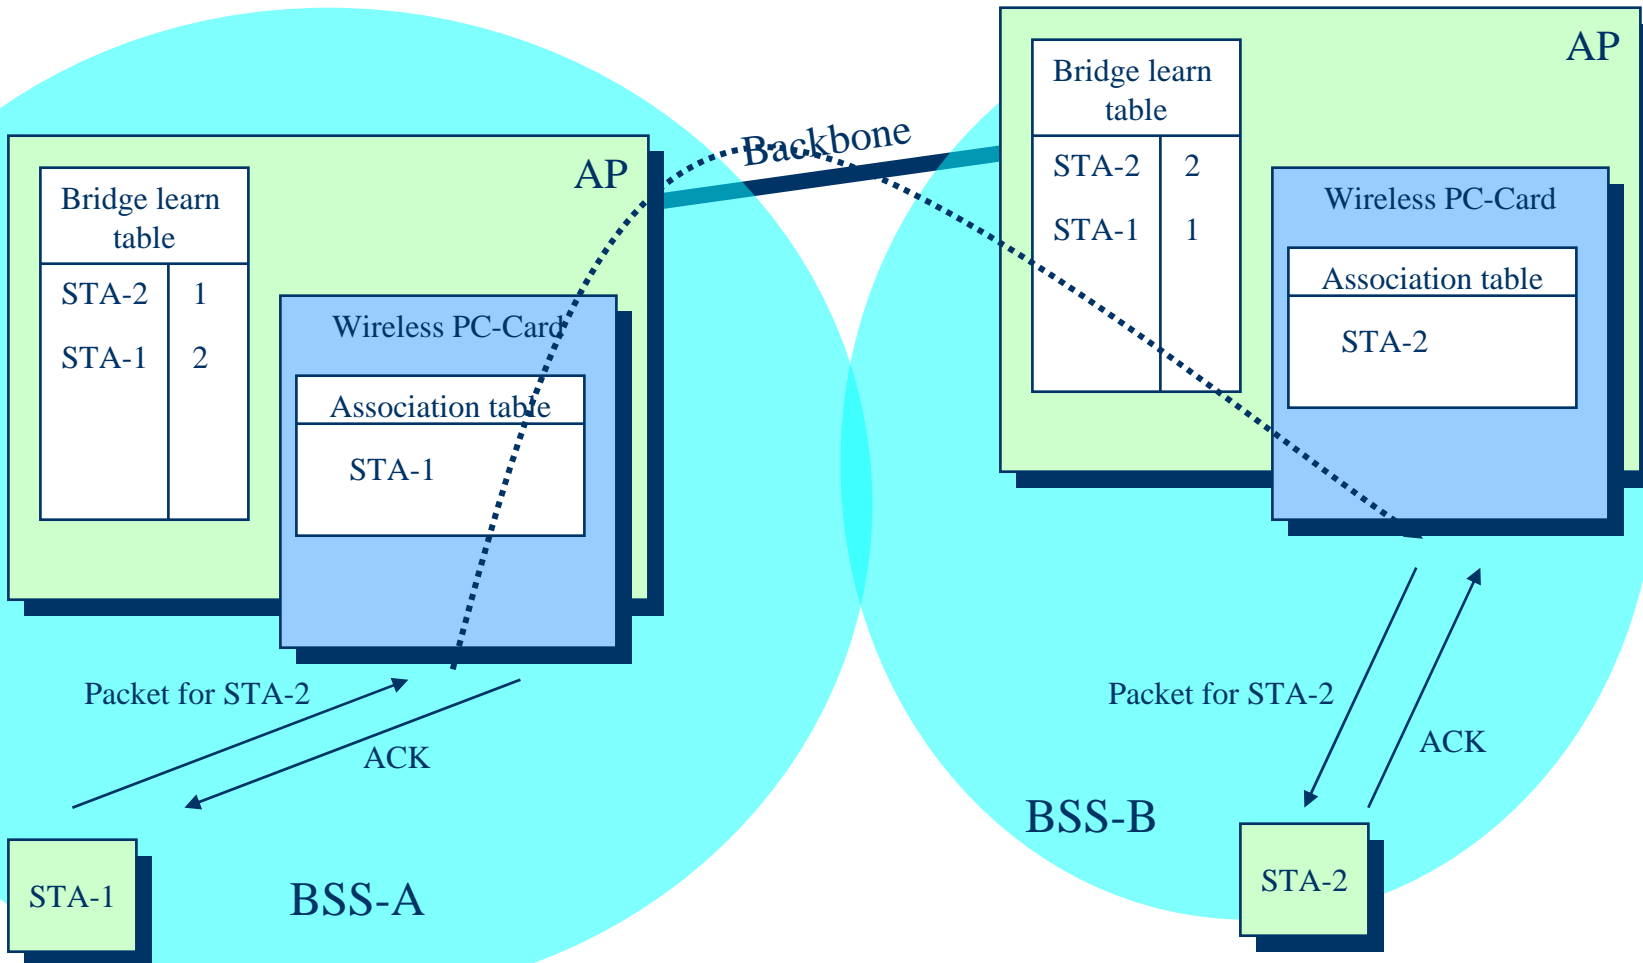 AP
Bridge learn
table
STA-2 1
STA-1 2
Wireless PC-Card
Association table
STA-1
Packet for STA-2
ACK
STA-1
BSS-A
Backbone
AP
Bridge learn
table
STA-2 2
STA-1 1
Wireless PC-Card
Association table
STA-2
Packet for STA-2
ACK
BSS-B
STA-2